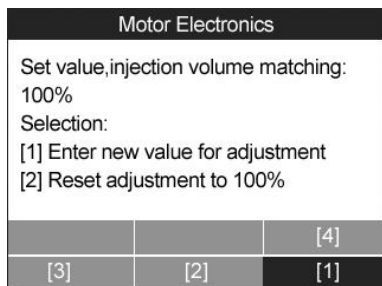 Motor Electronics
Set value,injection volume matching:
100%
Selection:
[1] Enter new value for adjustment
[2] Reset adjustment to 100%
[4]
[3] [2] [1]